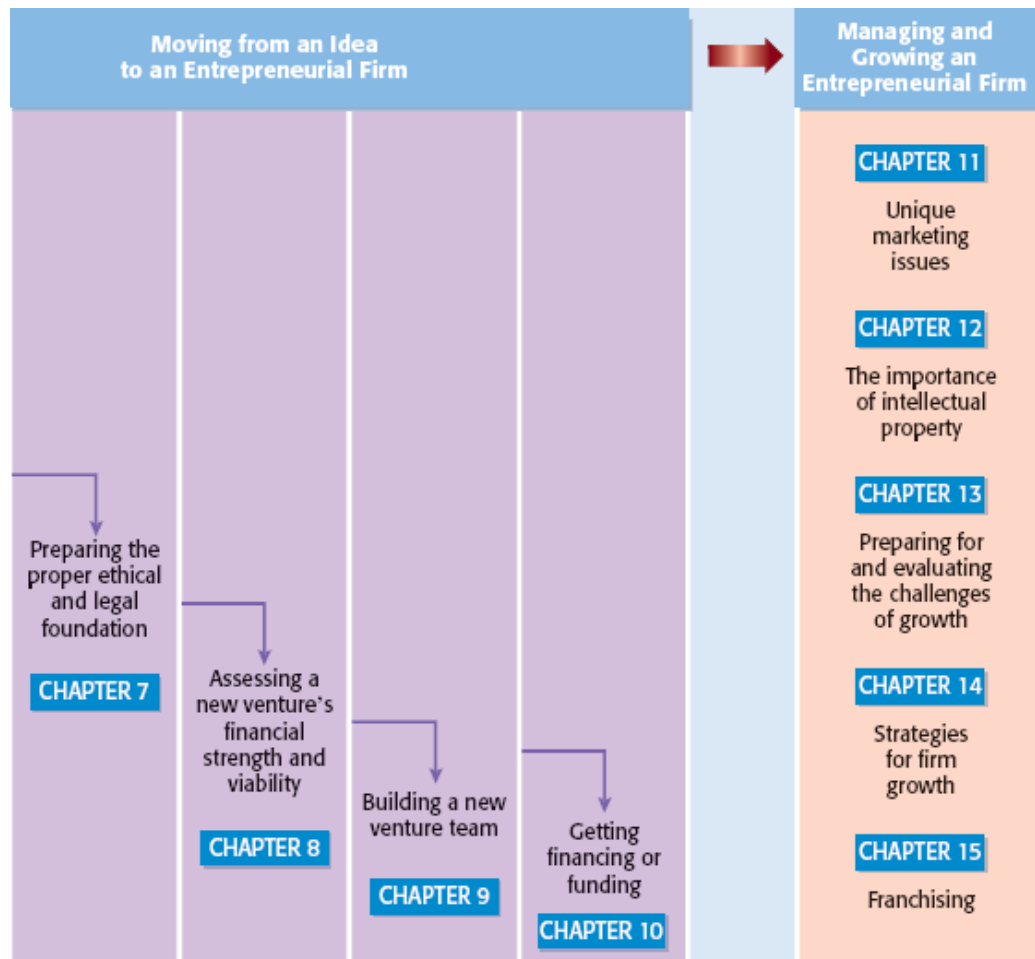 Moving from an Idea
to an Entrepreneurial Firm
Managing and
Growing an
Entrepreneurial Firm
Preparing the
proper ethical
and legal
foundation
CHAPTER 7
Assessing a
new venture's
financial
strength and
viability
CHAPTER 8
Building a new
venture team
CHAPTER 9
Getting
financing or
funding
CHAPTER 10
CHAPTER 11
Unique
marketing
issues
CHAPTER 12
The importance
of intellectual
property
CHAPTER 13
Preparing for
and evaluating
the challenges
of growth
CHAPTER 14
Strategies
for firm
growth
CHAPTER 15
Franchising